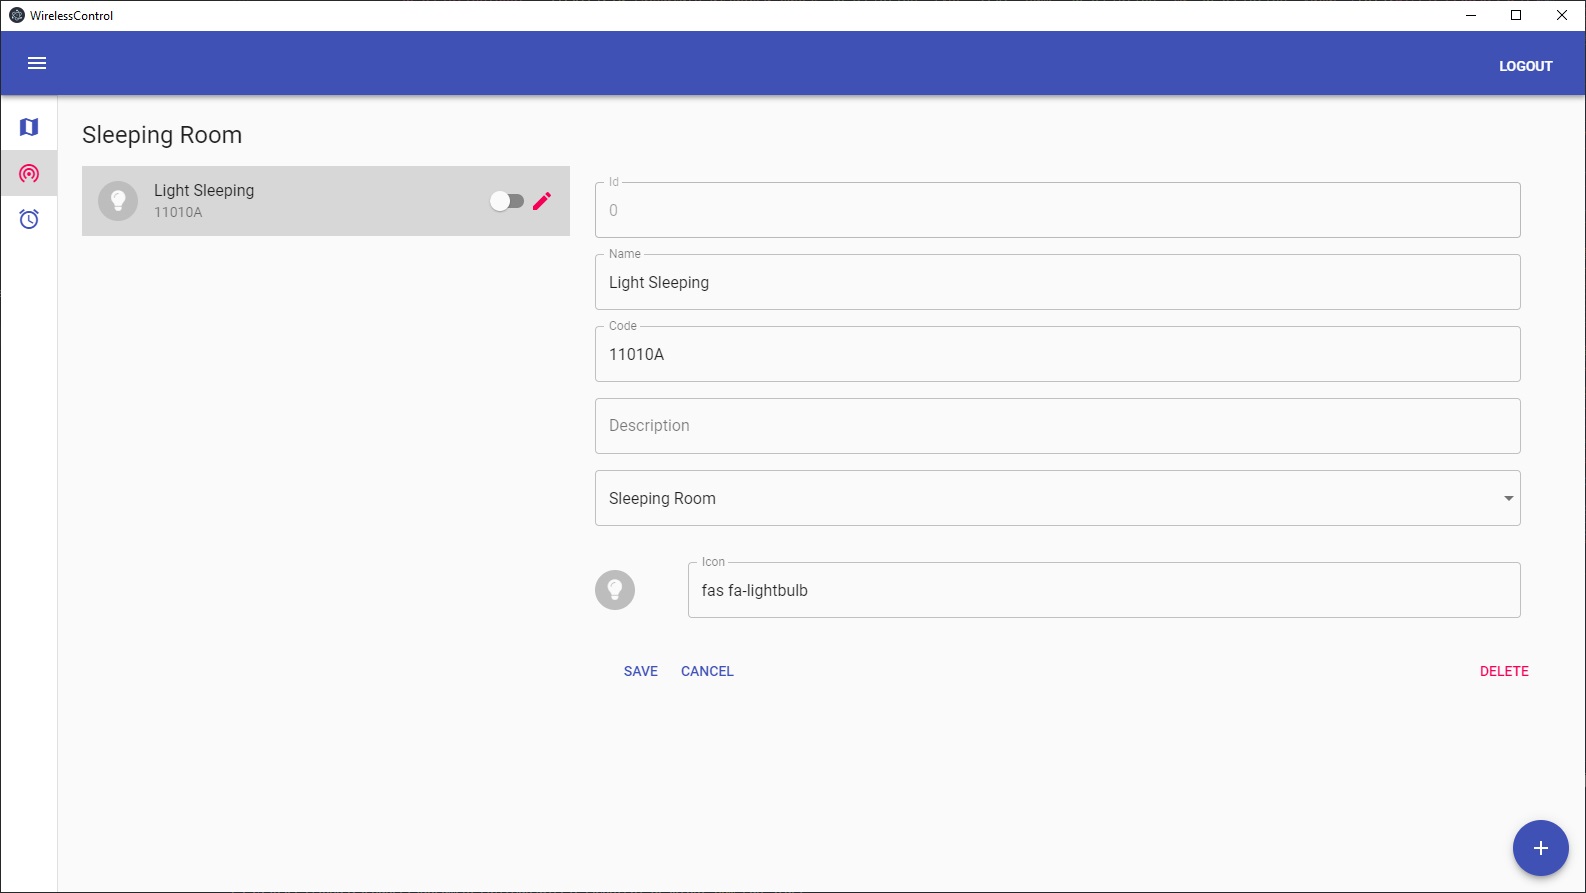 WirelessControl
LOGOUT
Sleeping Room
Light Sleeping
11010A
Id
0
Name
Light Sleeping
Code
11010A
Description
Sleeping Room
Icon
fas fa-lightbulb
SAVE CANCEL DELETE